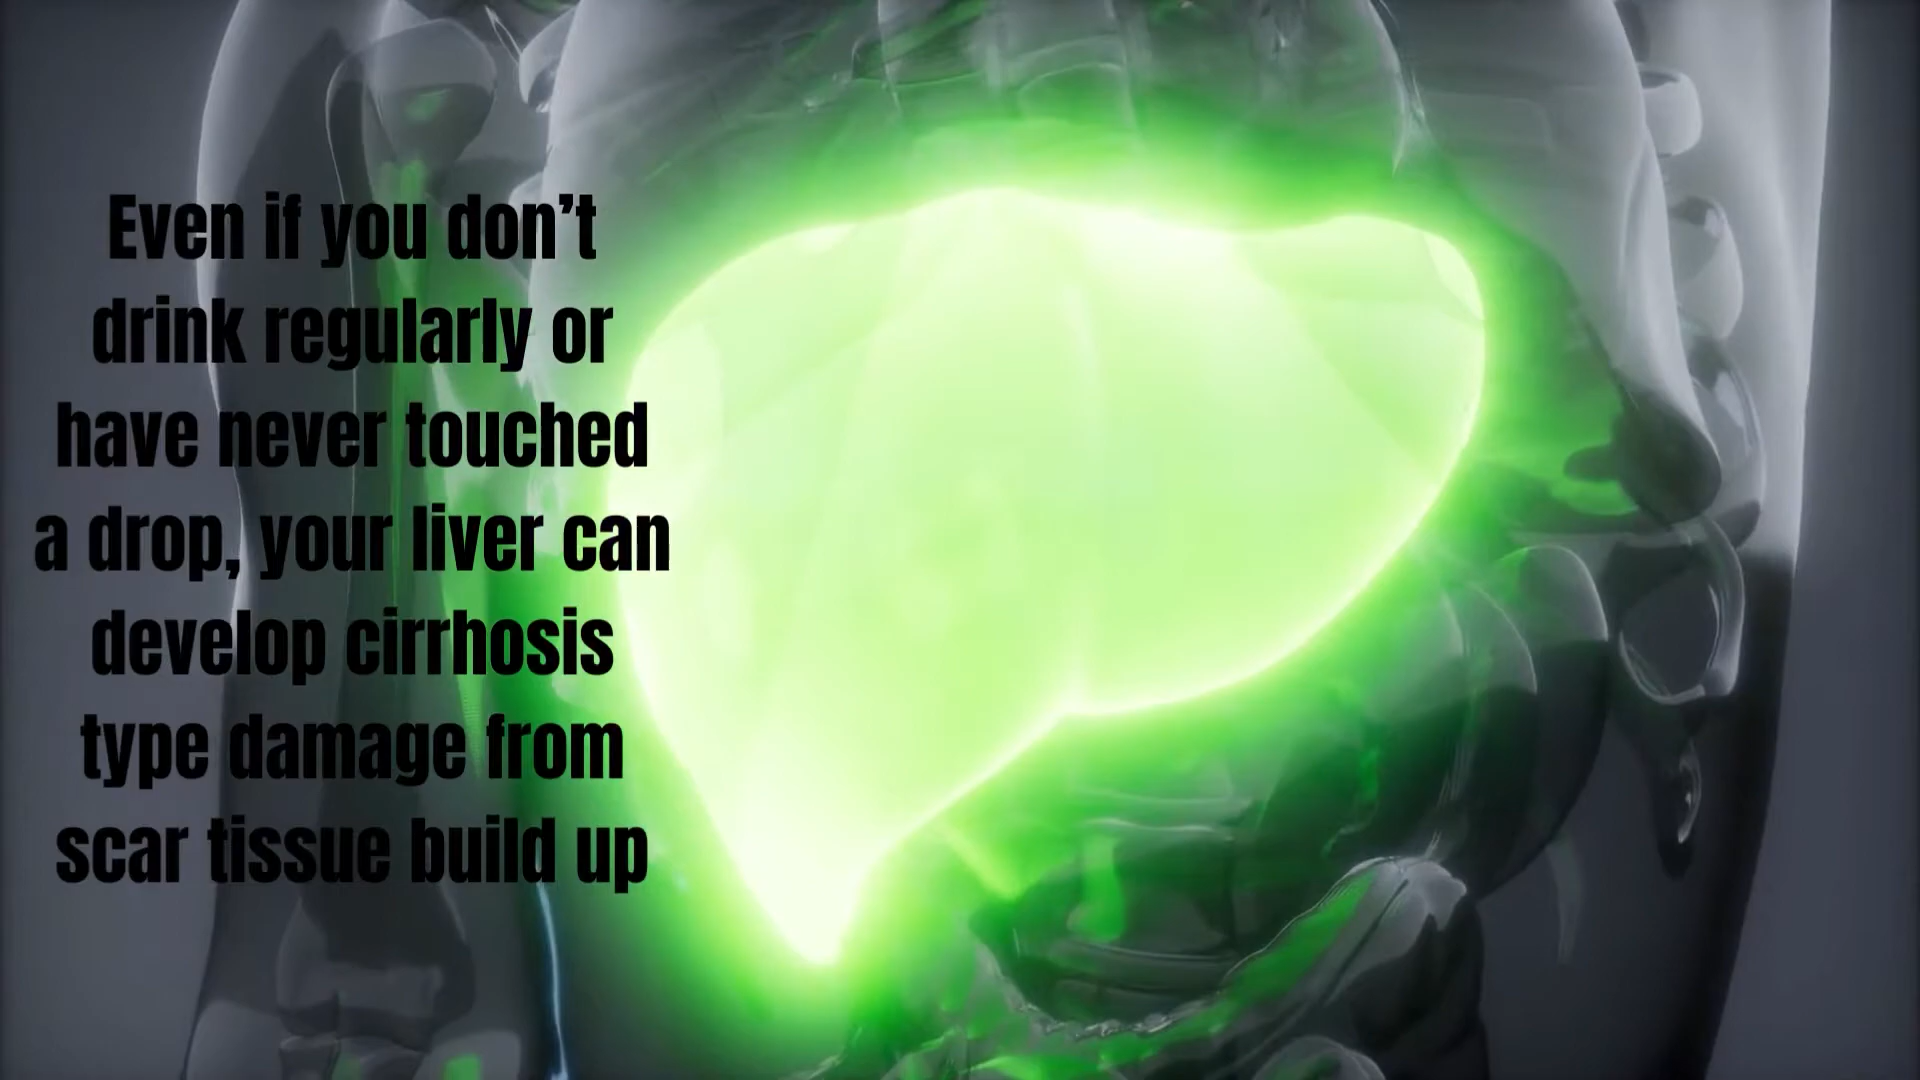 Even if you don’t
drink regularly or
have never touched
a drop, your liver can
develop cirrhosis
type damage from
scar tissue build up